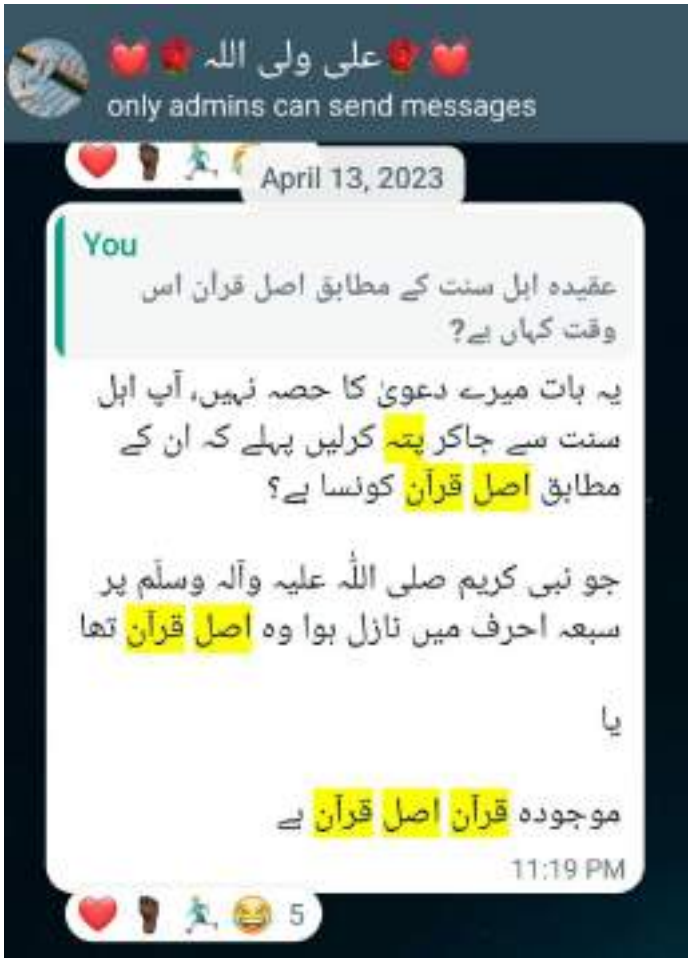 علی ولی اللہ
only admins can send messages
April 13, 2023
You
عقیدہ اہل سنت کے مطابق اصل قرآن اس
وقت کہاں ہے?
یہ بات میرے دعویٰ کا حصہ نہیں، آپ اہل
سنت سے جاکر پتہ کرلیں پہلے کہ ان کے
مطابق اصل قرآن کونسا ہے؟
جو نبی کریم صلی اللّٰہ علیہ وآلہ وسلّم پر
سبعہ احرف میں نازل ہوا وہ اصل قرآن تھا
یا
موجودہ قرآن اصل قرآن ہے
11:19 PM
5